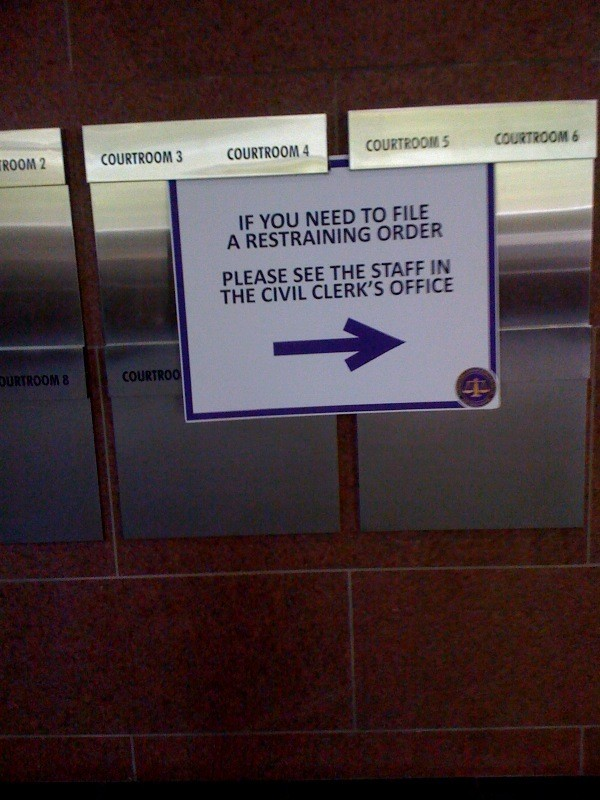 COURTROOM 3 COURTROOM 4 COURTROOM 5 COURTROOM 6
ROOM 2
IF YOU NEED TO FILE
A RESTRAINING ORDER
PLEASE SEE THE STAFF IN
THE CIVIL CLERK'S OFFICE
OURTROOM 8 COURTROO